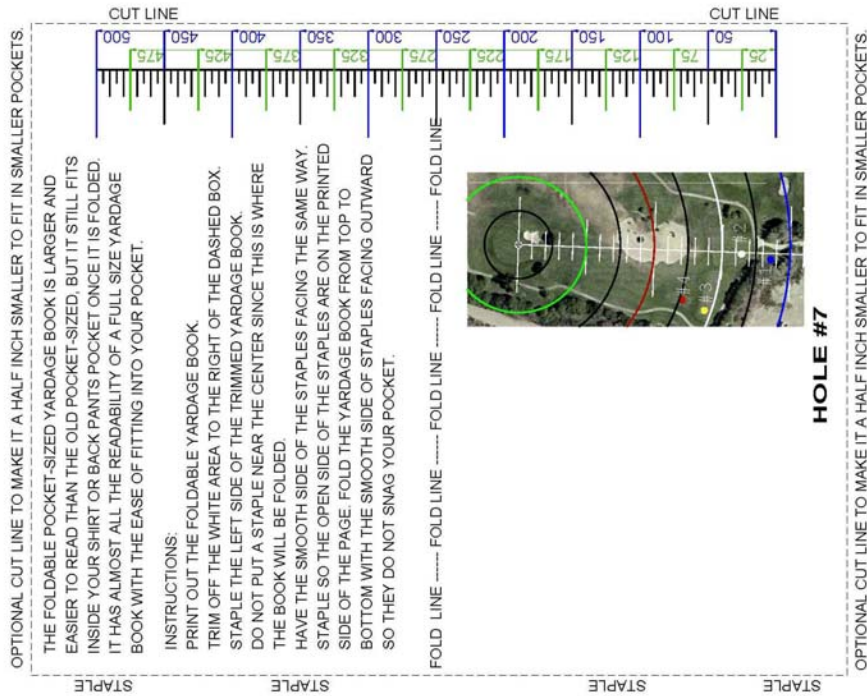 OPTIONAL CUT LINE TO MAKE IT A HALF INCH SMALLER TO FIT IN SMALLER POCKETS.
THE FOLDABLE POCKET-SIZED YARDAGE BOOK IS LARGER AND
EASIER TO READ THAN THE OLD POCKET-SIZED, BUT IT STILL FITS
INSIDE YOUR SHIRT OR BACK PANTS POCKET ONCE IT IS FOLDED.
IT HAS ALMOST ALL THE READABILITY OF A FULL SIZE YARDAGE
BOOK WITH THE EASE OF FITTING INTO YOUR POCKET.
INSTRUCTIONS:
PRINT OUT THE FOLDABLE YARDAGE BOOK.
TRIM OFF THE WHITE AREA TO THE RIGHT OF THE DASHED BOX.
STAPLE THE LEFT SIDE OF THE TRIMMED YARDAGE BOOK.
DO NOT PUT A STAPLE NEAR THE CENTER SINCE THIS IS WHERE
THE BOOK WILL BE FOLDED.
HAVE THE SMOOTH SIDE OF THE STAPLES FACING THE SAME WAY.
STAPLE SO THE OPEN SIDE OF THE STAPLES ARE ON THE PRINTED
SIDE OF THE PAGE. FOLD THE YARDAGE BOOK FROM TOP TO
BOTTOM WITH THE SMOOTH SIDE OF STAPLES FACING OUTWARD
SO THEY DO NOT SNAG YOUR POCKET.
FOLD LINE ------- FOLD LINE ------- FOLD LINE ------- FOLD LINE ------- FOLD LINE
#4
#3
#2
#1
HOLE #7
OPTIONAL CUT LINE TO MAKE IT A HALF INCH SMALLER TO FIT IN SMALLER POCKETS.
CUT LINE
CUT LINE
500
475
450
425
400
375
350
325
300
275
250
225
200
175
150
125
100
75
50
25
STAPLE
STAPLE
STAPLE
STAPLE